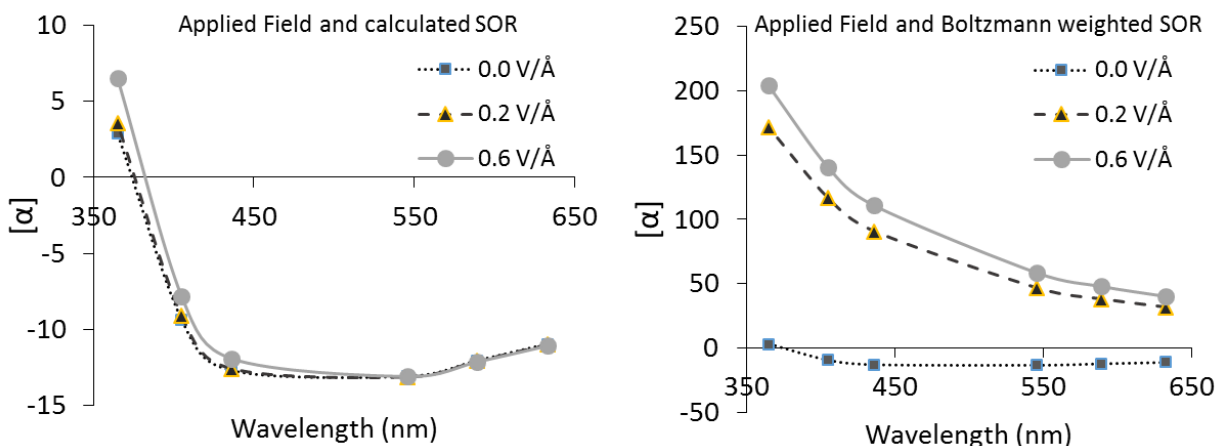 Applied Field and calculated SOR
10
5
0
-5
-10
-15
[α]
350
450
550
650
0.0 V/Å
0.2 V/Å
0.6 V/Å
Wavelength (nm)
Applied Field and Boltzmann weighted SOR
250
200
150
100
50
0
-50
[α]
350
450
550
650
0.0 V/Å
0.2 V/Å
0.6 V/Å
Wavelength (nm)